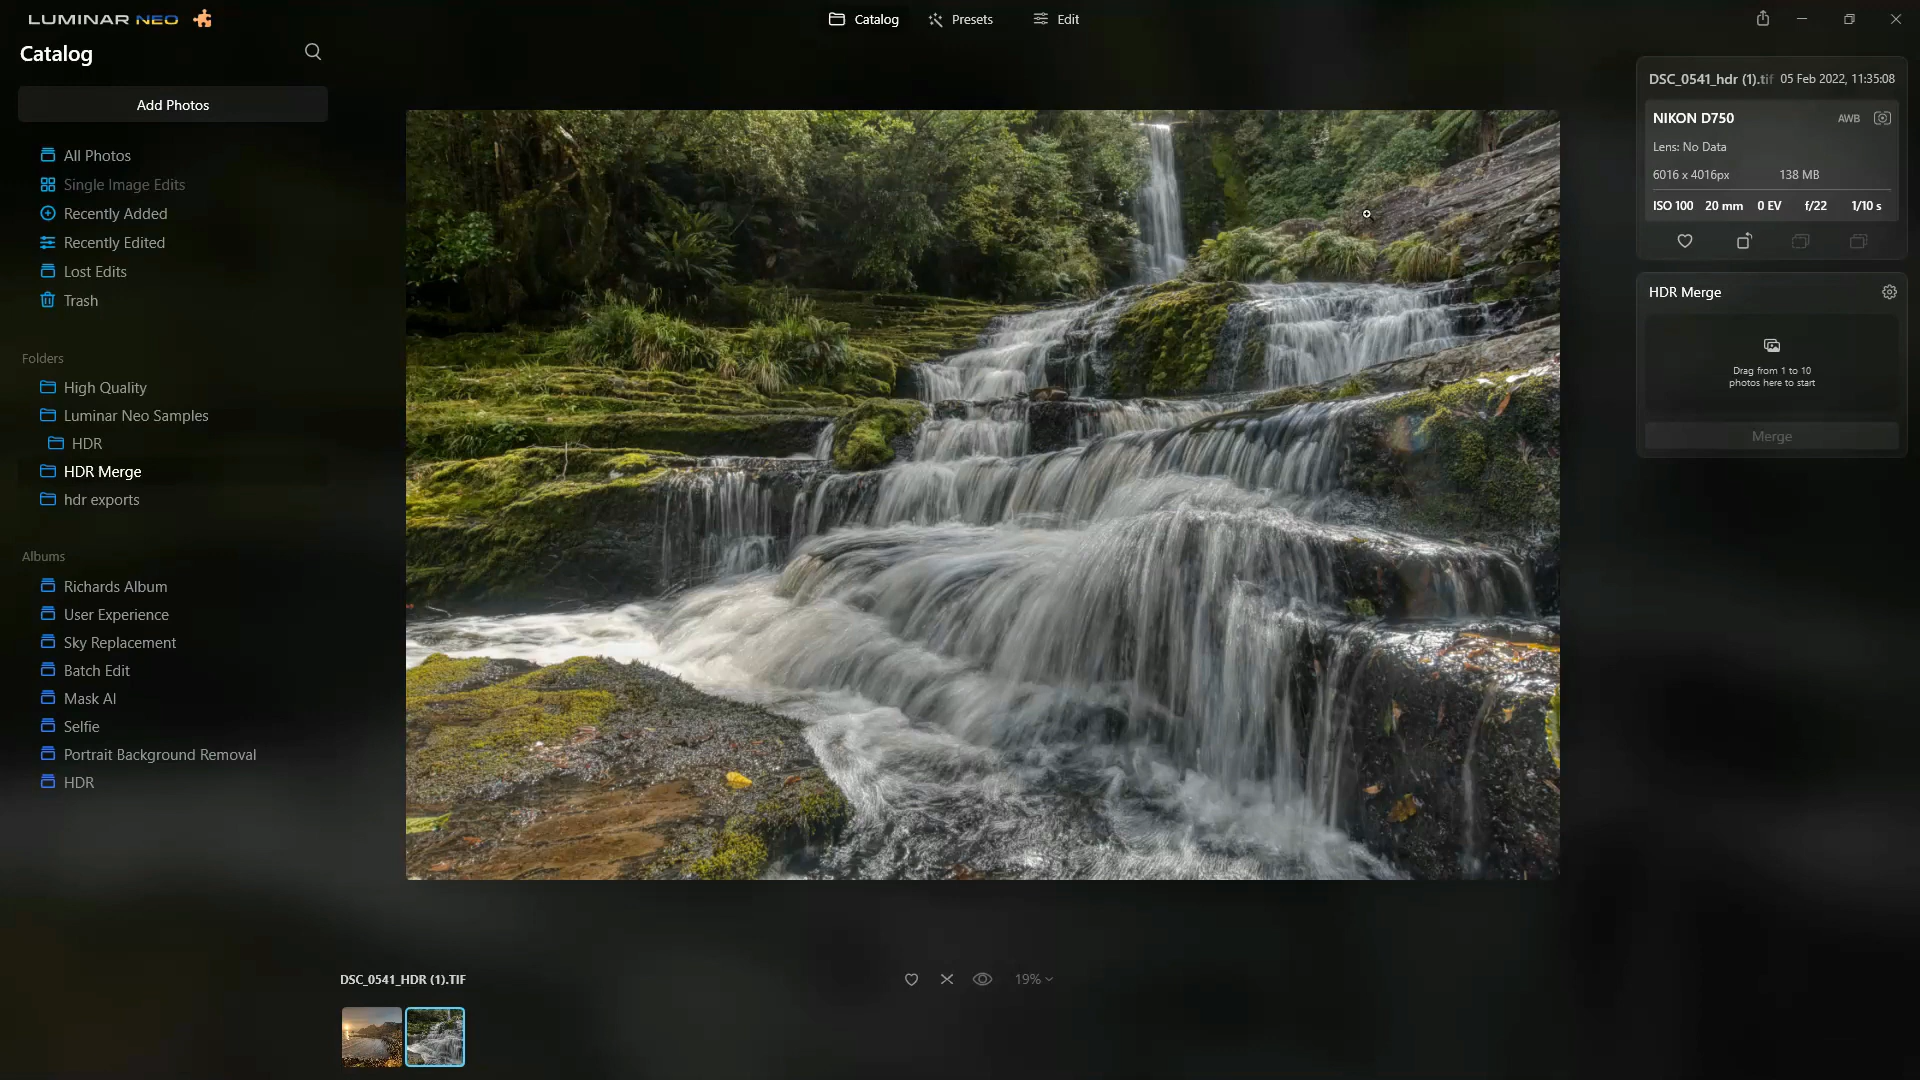 LUMINAR NEO
Catalog
Presets
Edit
Catalog
Add Photos
All Photos
Single Image Edits
Recently Added
Recently Edited
Lost Edits
Trash
Folders
High Quality
Luminar Neo Samples
HDR
HDR Merge
hdr exports
Albums
Richards Album
User Experience
Sky Replacement
Batch Edit
Mask AI
Selfie
Portrait Background Removal
HDR
DSC_0541_hdr (1).tif 05 Feb 2022, 11:35:08
NIKON D750 AWB
Lens: No Data
6016 x 4016px 138 MB
ISO 100 20 mm 0 EV f/22 1/10 s
HDR Merge
Drag from 1 to 10
photos here to start
Merge
DSC_0541_HDR (1).TIF
19%